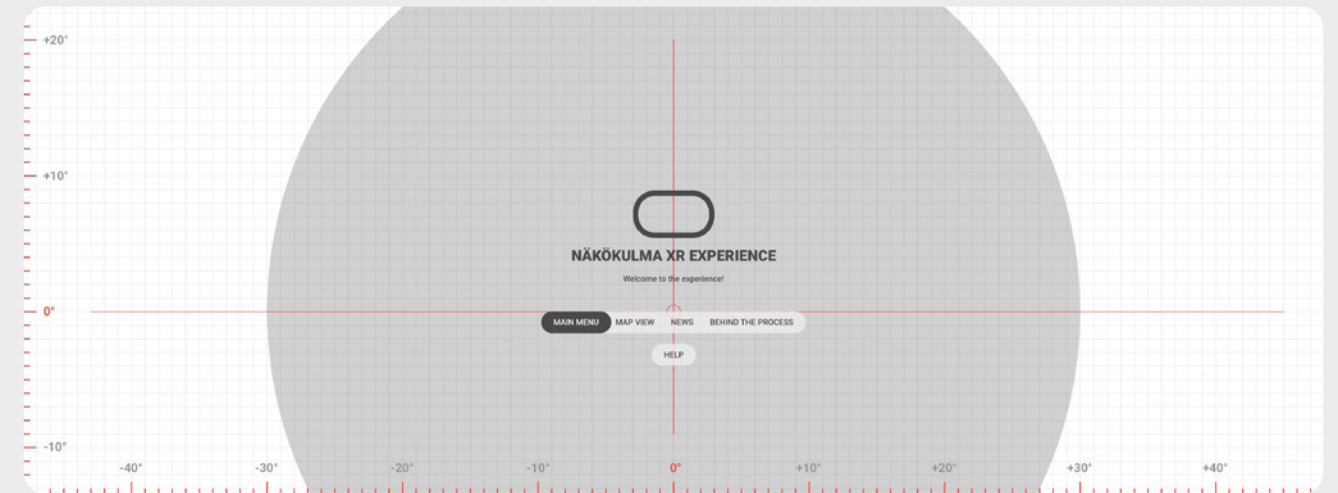 +20°
+10°
NÄKÖKULMA XR EXPERIENCE
Welcome to the experience!
0°
MAIN MENU MAP VIEW NEWS BEHIND THE PROCESS
HELP
-10°
-40° -30° -20° -10° 0° +10° +20° +30° +40°